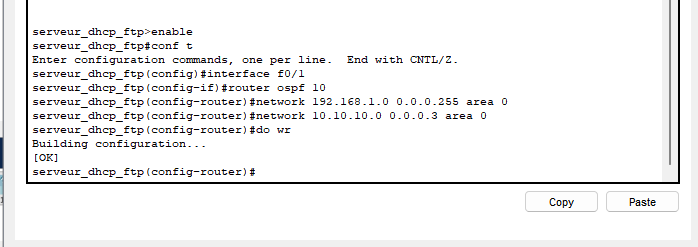 serveur_dhcp_ftp>enable
serveur_dhcp_ftp#conf t
Enter configuration commands, one per line.  End with CNTL/Z.
serveur_dhcp_ftp(config)#interface f0/1
serveur_dhcp_ftp(config-if)#router ospf 10
serveur_dhcp_ftp(config-router)#network 192.168.1.0 0.0.0.255 area 0
serveur_dhcp_ftp(config-router)#network 10.10.10.0 0.0.0.3 area 0
serveur_dhcp_ftp(config-router)#do wr
Building configuration...
[OK]
serveur_dhcp_ftp(config-router)#
Copy
Paste